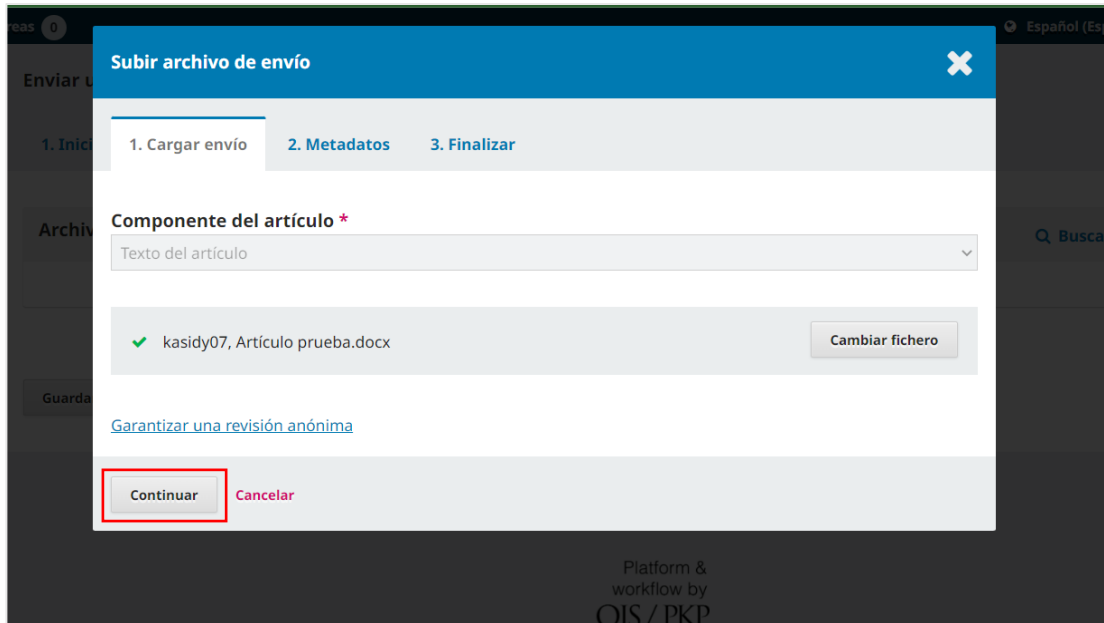 reas 0
Español (Esp
Subir archivo de envío
Enviar u
1. Inici
1. Cargar envío
2. Metadatos
3. Finalizar
Componente del artículo *
Archiv
Busca
Texto del artículo
kasidy07, Artículo prueba.docx
Cambiar fichero
Guarda
Garantizar una revisión anónima
Continuar
Cancelar
Platform &
workflow by
OJS / PKP